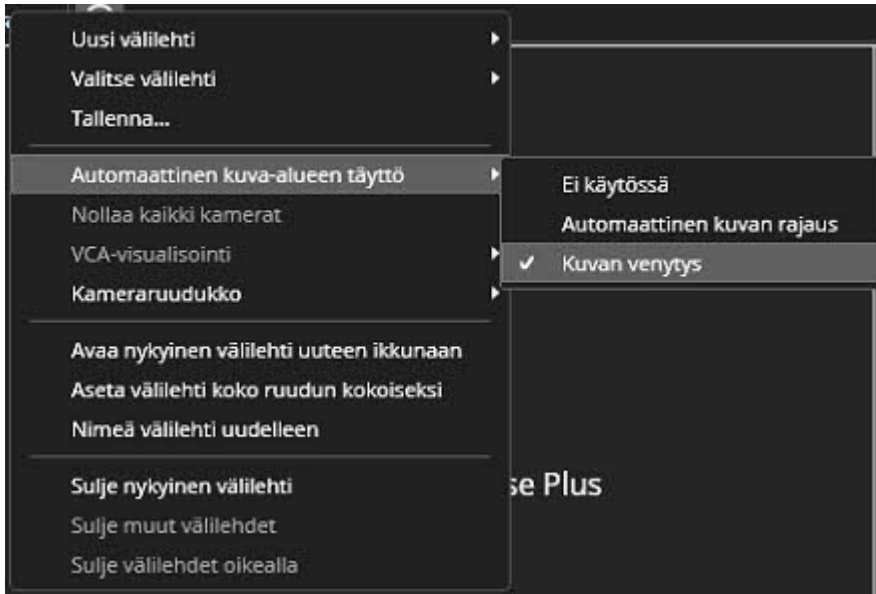 Uusi välilehti
Valitse välilehti
Tallenna...
Automaattinen kuva-alueen täyttö
Nollaa kaikki kamerat
VCA-visualisointi
Kameraruudukko
Avaa nykyinen välilehti uuteen ikkunaan
Aseta välilehti koko ruudun kokoiseksi
Nimeä välilehti uudelleen
Sulje nykyinen välilehti
Sulje muut välilehdet
Sulje välilehdet oikealla
Ei käytössä
Automaattinen kuvan rajaus
Kuvan venytys
Plus